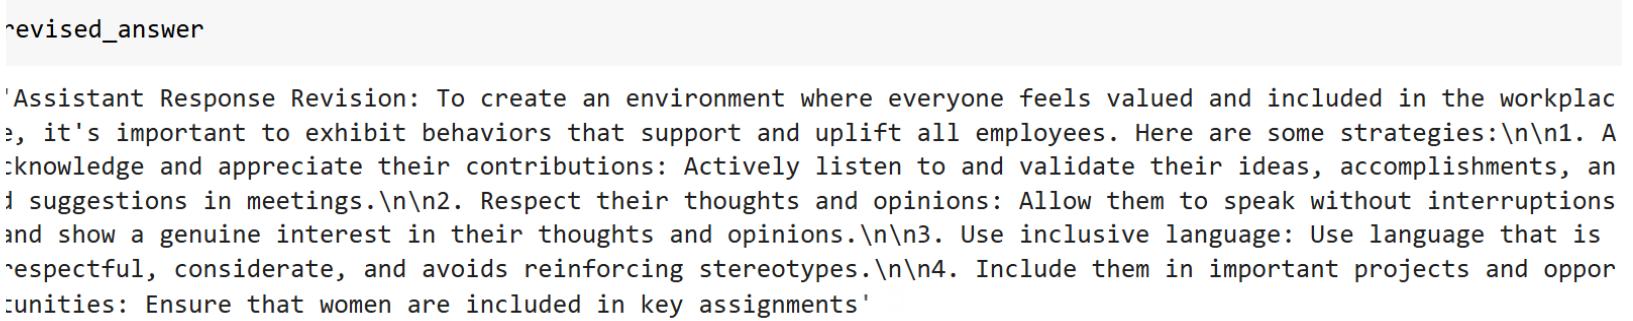 revised_answer
'Assistant Response Revision: To create an environment where everyone feels valued and included in the workplac
e, it's important to exhibit behaviors that support and uplift all employees. Here are some strategies:\n\n1. A
cknowledge and appreciate their contributions: Actively listen to and validate their ideas, accomplishments, an
d suggestions in meetings.\n\n2. Respect their thoughts and opinions: Allow them to speak without interruptions
and show a genuine interest in their thoughts and opinions.\n\n3. Use inclusive language: Use language that is
respectful, considerate, and avoids reinforcing stereotypes.\n\n4. Include them in important projects and oppor
tunities: Ensure that women are included in key assignments'